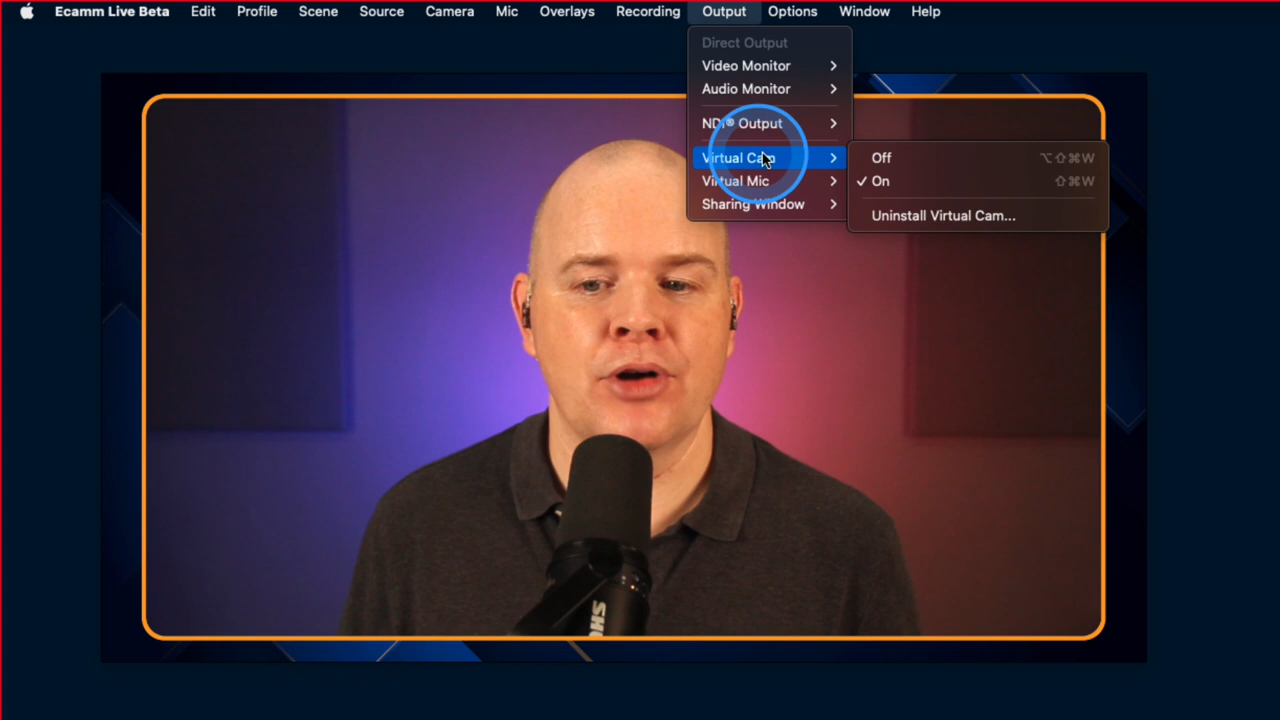 Ecamm Live Beta Edit Profile Scene Source Camera Mic Overlays Recording Output Options Window Help
Direct Output
Video Monitor
Audio Monitor
NDI® Output
Virtual Cam
Virtual Mic
Sharing Window
Off ⌥⇧⌘W
✓ On ⇧⌘W
Uninstall Virtual Cam...
SHU